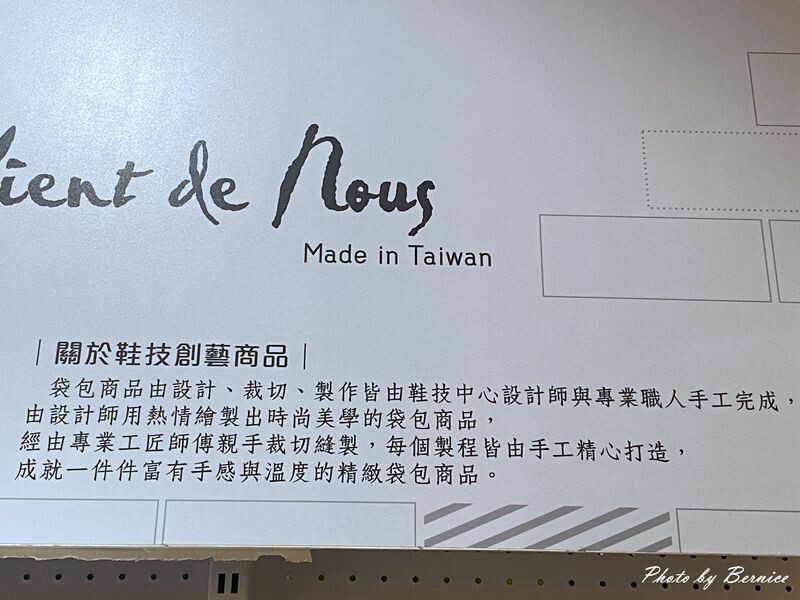 de Nous
Made in Taiwan
｜關於鞋技創藝商品｜
袋包商品由設計、裁切、製作皆由鞋技中心設計師與專業職人手工完成，
由設計師用熱情繪製出時尚美學的袋包商品，
經由專業工匠師傅親手裁切縫製，每個製程皆由手工精心打造，
成就一件件富有手感與溫度的精緻袋包商品。
Photo by Bernice